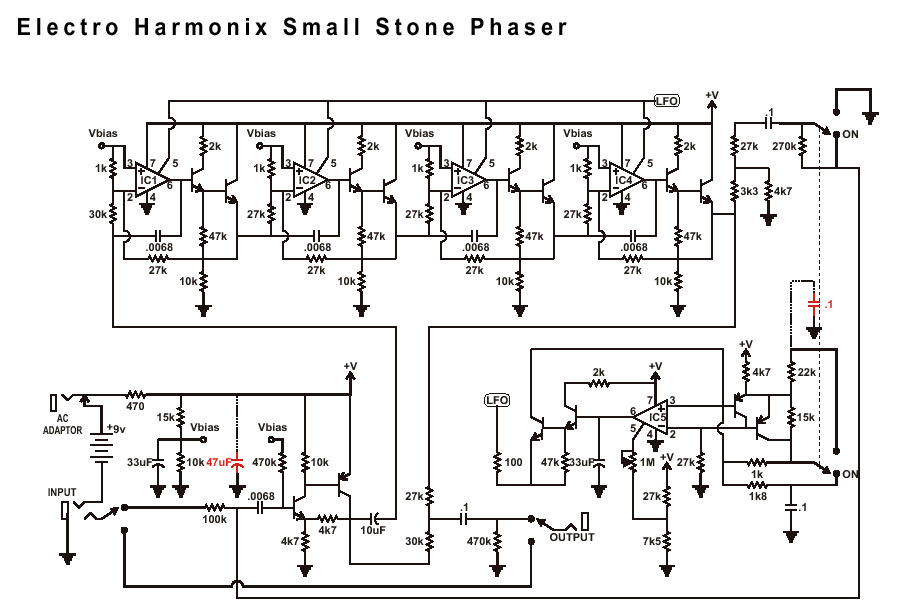 Electro Harmonix Small Stone Phaser
LFO
+V
.1
ON
Vbias
Vbias
Vbias
Vbias
1k
3
7
5
2k
IC1
2
4
6
30k
47k
.0068
27k
10k
1k
3
7
5
2k
IC2
2
4
6
27k
47k
.0068
27k
10k
1k
3
7
5
2k
IC3
2
4
6
27k
47k
.0068
27k
10k
1k
3
7
5
2k
IC4
2
4
6
27k
47k
.0068
27k
10k
27k
270k
3k3
4k7
.1
+V
+V
+V
4k7
22k
15k
2k
LFO
7
3
6
IC5
5
4
2
470
AC
ADAPTOR
+9v
15k
Vbias
33uF
10k
47uF
470k
10k
100
47k
33uF
1M
+V
27k
1k
1k8
ON
.1
INPUT
100k
.0068
4k7
4k7
10uF
27k
30k
.1
470k
OUTPUT
27k
7k5